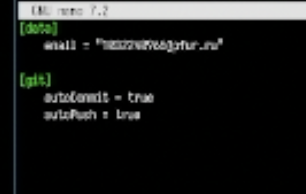 GNU nano 7.2
[data]
email =
[git]
autoCommit = true
autoPush = true